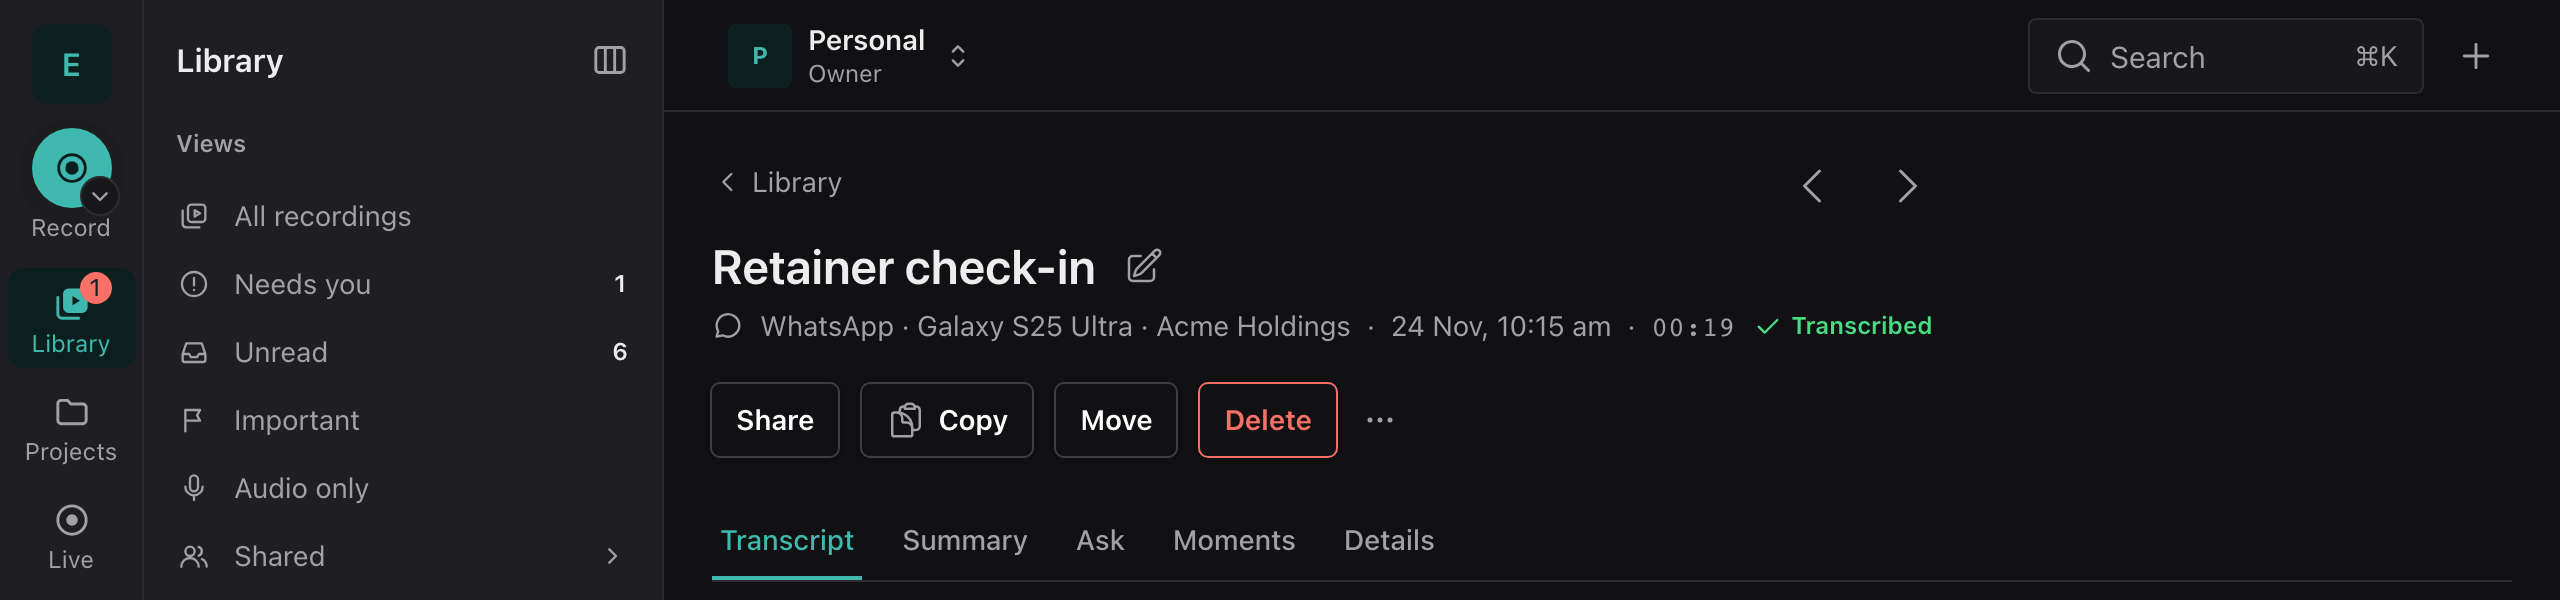 E
Record
1
Library
Projects
Live
Library
Views
All recordings
Needs you 1
Unread 6
Important
Audio only
Shared
P
Personal
Owner
Search ⌘K
Library
Retainer check-in
WhatsApp · Galaxy S25 Ultra · Acme Holdings · 24 Nov, 10:15 am · 00:19 Transcribed
Share Copy Move Delete ···
Transcript Summary Ask Moments Details